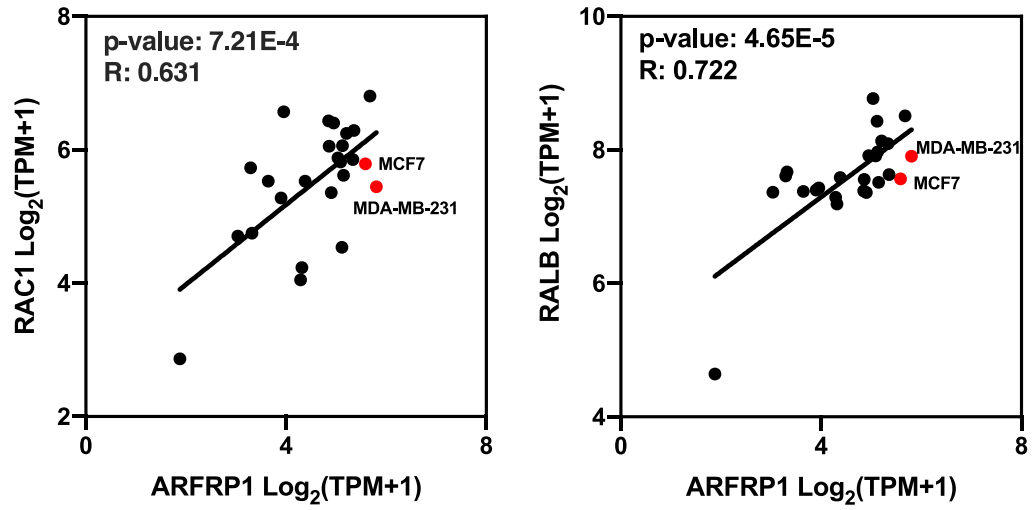 p-value: 7.21E-4
R: 0.631
RAC1 Log2(TPM+1)
8
6
4
2
MCF7
MDA-MB-231
0
4
8
ARFRP1 Log2(TPM+1)
p-value: 4.65E-5
R: 0.722
RALB Log2(TPM+1)
10
8
6
4
MDA-MB-231
MCF7
0
4
8
ARFRP1 Log2(TPM+1)